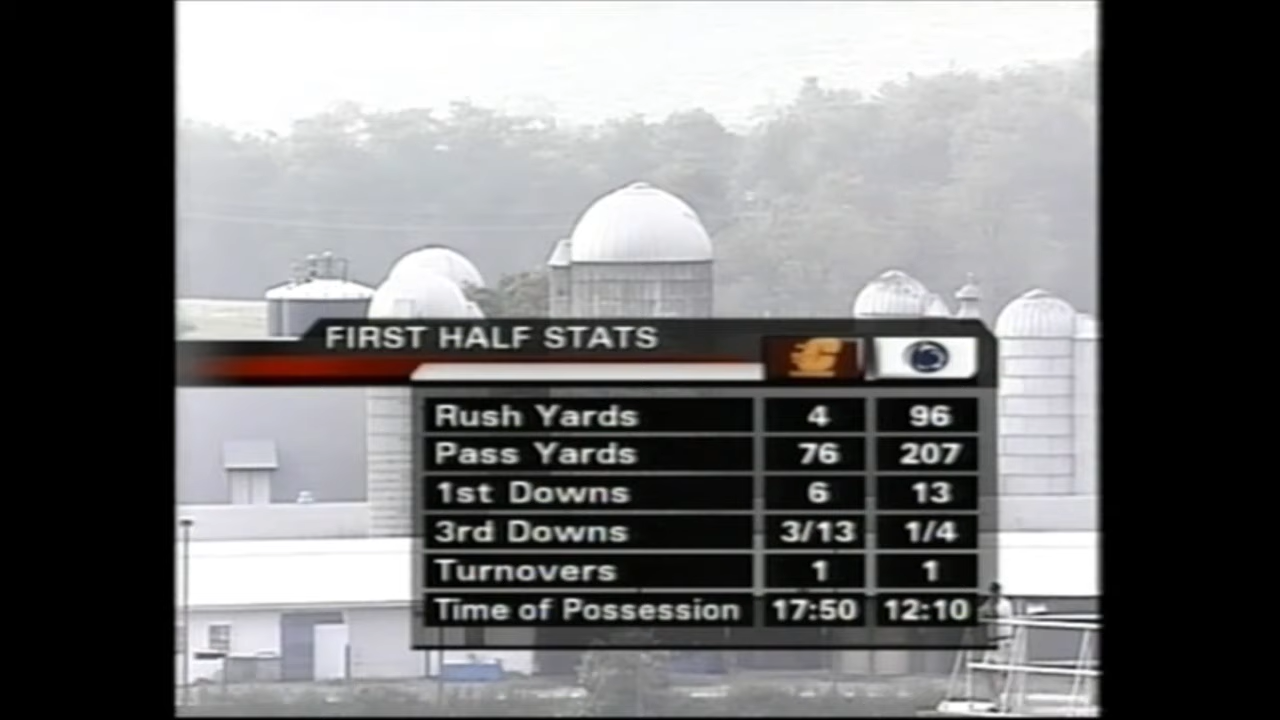 FIRST HALF STATS
Rush Yards 4 96
Pass Yards 76 207
1st Downs 6 13
3rd Downs 3/13 1/4
Turnovers 1 1
Time of Possession 17:50 12:10